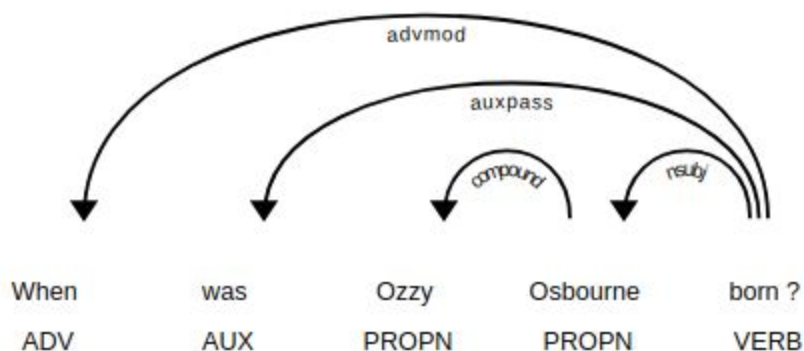 advmod
auxpass
compound nsubj
When was Ozzy Osbourne born ?
ADV AUX PROPN PROPN VERB